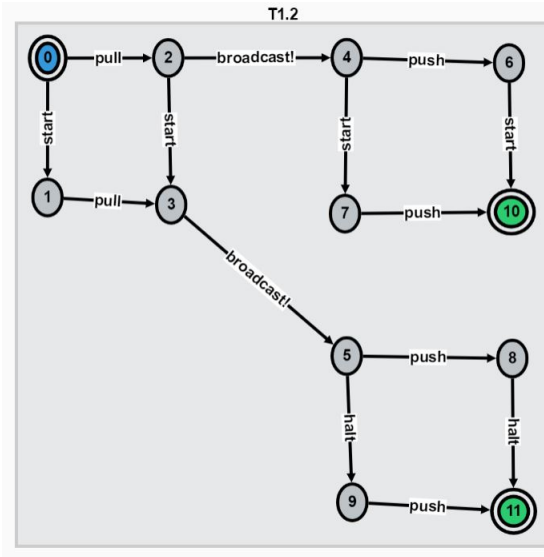 T1.2
0 pull 2 broadcast! 4 push 6
start start start start
1 pull 3 7 push 10
broadcast!
5 push 8
halt halt
9 push 11